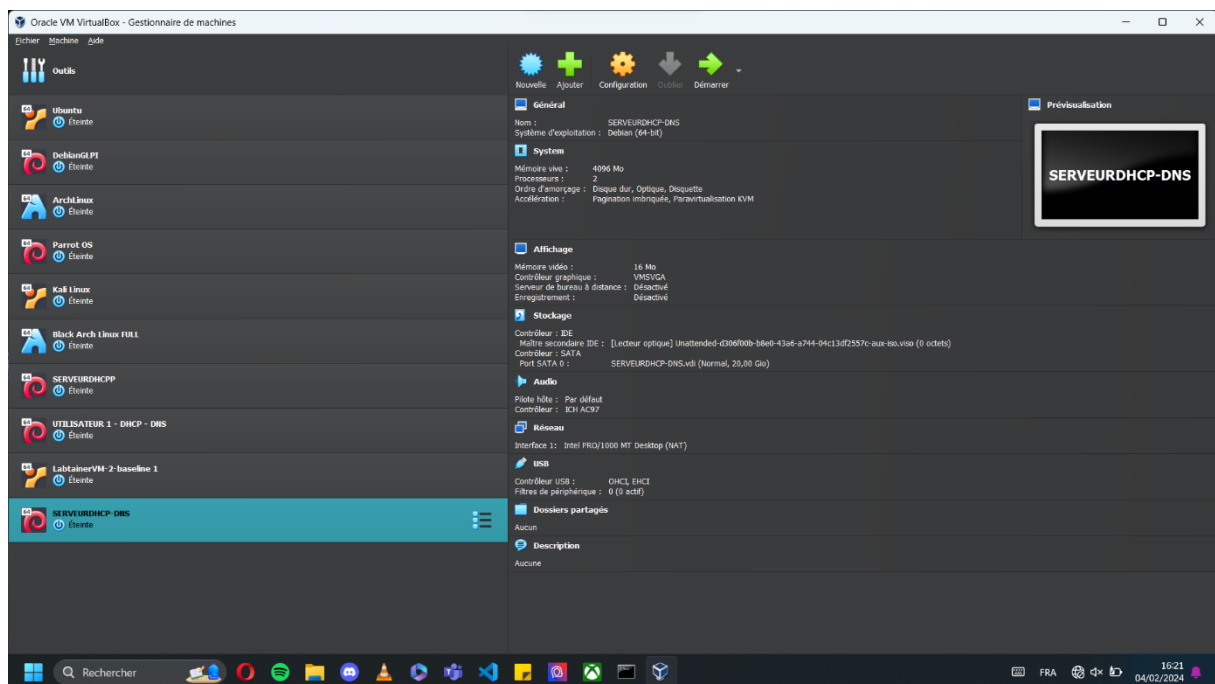 Oracle VM VirtualBox - Gestionnaire de machines
Fichier Machine Aide
Outils
Ubuntu
Éteinte
DebianGLPI
Éteinte
ArchLinux
Éteinte
Parrot OS
Éteinte
Kali Linux
Éteinte
Black Arch Linux FULL
Éteinte
SERVEURDHCPP
Éteinte
UTILISATEUR 1 - DHCP - DNS
Éteinte
LabtainerVM-2-baseline 1
Éteinte
SERVEURDHCP-DNS
Éteinte
Nouvelle Ajouter Configuration Oublier Démarrer
Général
Nom : SERVEURDHCP-DNS
Système d'exploitation : Debian (64-bit)
System
Mémoire vive : 4096 Mo
Processeurs : 2
Ordre d'amorçage : Disque dur, Optique, Disquette
Accélération : Pagination imbriquée, Paravirtualisation KVM
Prévisualisation
SERVEURDHCP-DNS
Affichage
Mémoire vidéo : 16 Mo
Contrôleur graphique : VMSVGA
Serveur de bureau à distance : Désactivé
Enregistrement : Désactivé
Stockage
Contrôleur : IDE
Maître secondaire IDE : [Lecteur optique] Unattended-d306f00b-b8e0-43a6-a744-04c13df2557c-aux-iso.viso (0 octets)
Contrôleur : SATA
Port SATA 0 : SERVEURDHCP-DNS.vdi (Normal, 20,00 Gio)
Audio
Pilote hôte : Par défaut
Contrôleur : ICH AC97
Réseau
Interface 1: Intel PRO/1000 MT Desktop (NAT)
USB
Contrôleur USB : OHCI, EHCI
Filtres de périphérique : 0 (0 actif)
Dossiers partagés
Aucun
Description
Aucune
Rechercher
FRA
16:21
04/02/2024